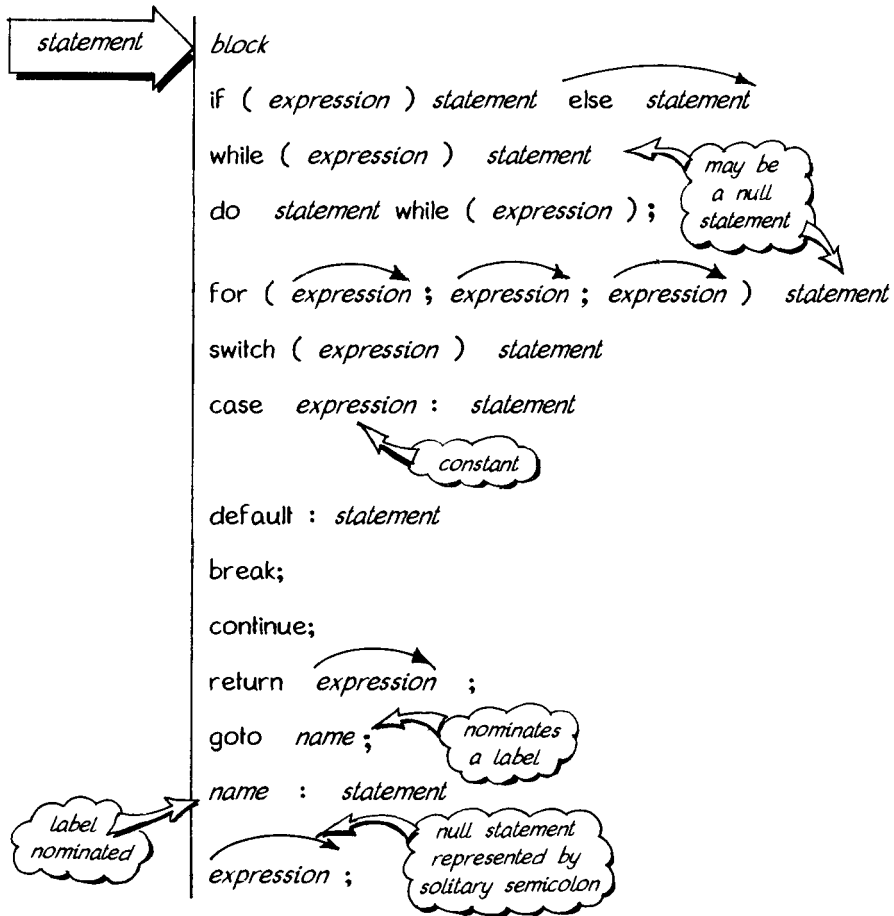 statement
block
if ( expression ) statement else statement
while ( expression ) statement
may be
a null
statement
do statement while ( expression ) ;
for ( expression ; expression ; expression ) statement
switch ( expression ) statement
case expression : statement
constant
default : statement
break;
continue;
return expression ;
goto name ;
nominates
a label
name : statement
label
nominated
expression ;
null statement
represented by
solitary semicolon